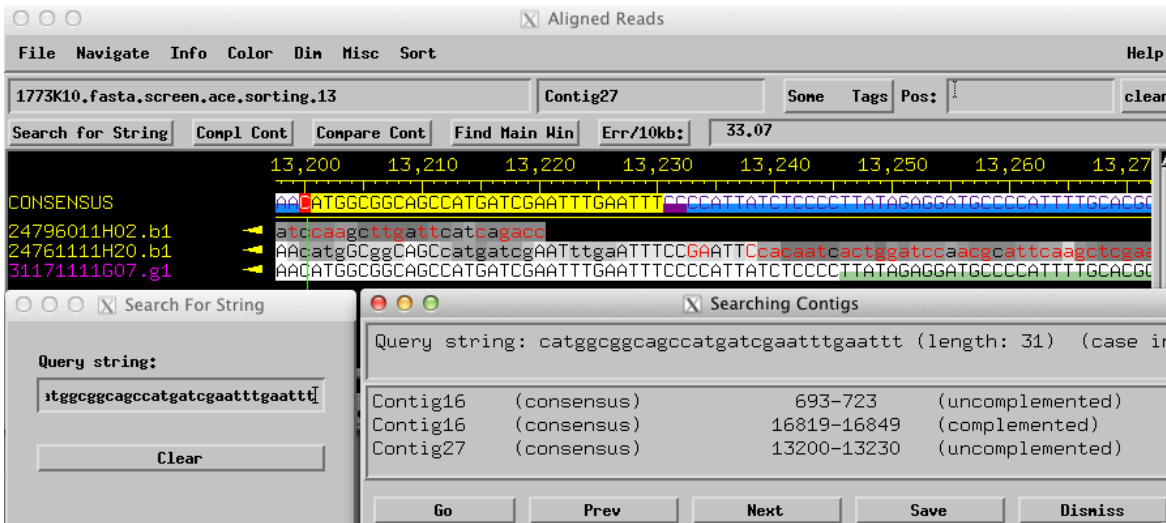 Aligned Reads
File Navigate Info Color Dim Misc Sort Help
1773K10.fasta.screen.ace.sorting.13 Contig27 Some Tags Pos: clear
Search for String Compl Cont Compare Cont Find Main Win Err/10kb: 33.07
13,200 13,210 13,220 13,230 13,240 13,250 13,260 13,27
CONSENSUS AACATGGCGGCAGCCATGATCGAATTTGAATTTCCCCATTATCTCCCCTTATAGAGGATGCCCCATTTTGCACGC
24796011H02.b1 atccaagcttgattcatcagacc
24761111H20.b1 AAcatgGCggCAGCcatgatcgAATttgaATTTCCGAATTCcacaatcactggatccaacgcattcaagctcgaa
31171111G07.g1 AACATGGCGGCAGCCATGATCGAATTTGAATTTCCCCATTATCTCCCCTTATAGAGGATGCCCCATTTTGCACGC
Search For String
Query string:
atggcggcagccatgatcgaatttgaattt
Clear
Searching Contigs
Query string: catggcggcagccatgatcgaatttgaattt (length: 31) (case in
Contig16 (consensus) 693-723 (uncomplemented)
Contig16 (consensus) 16819-16849 (complemented)
Contig27 (consensus) 13200-13230 (uncomplemented)
Go Prev Next Save Dismiss